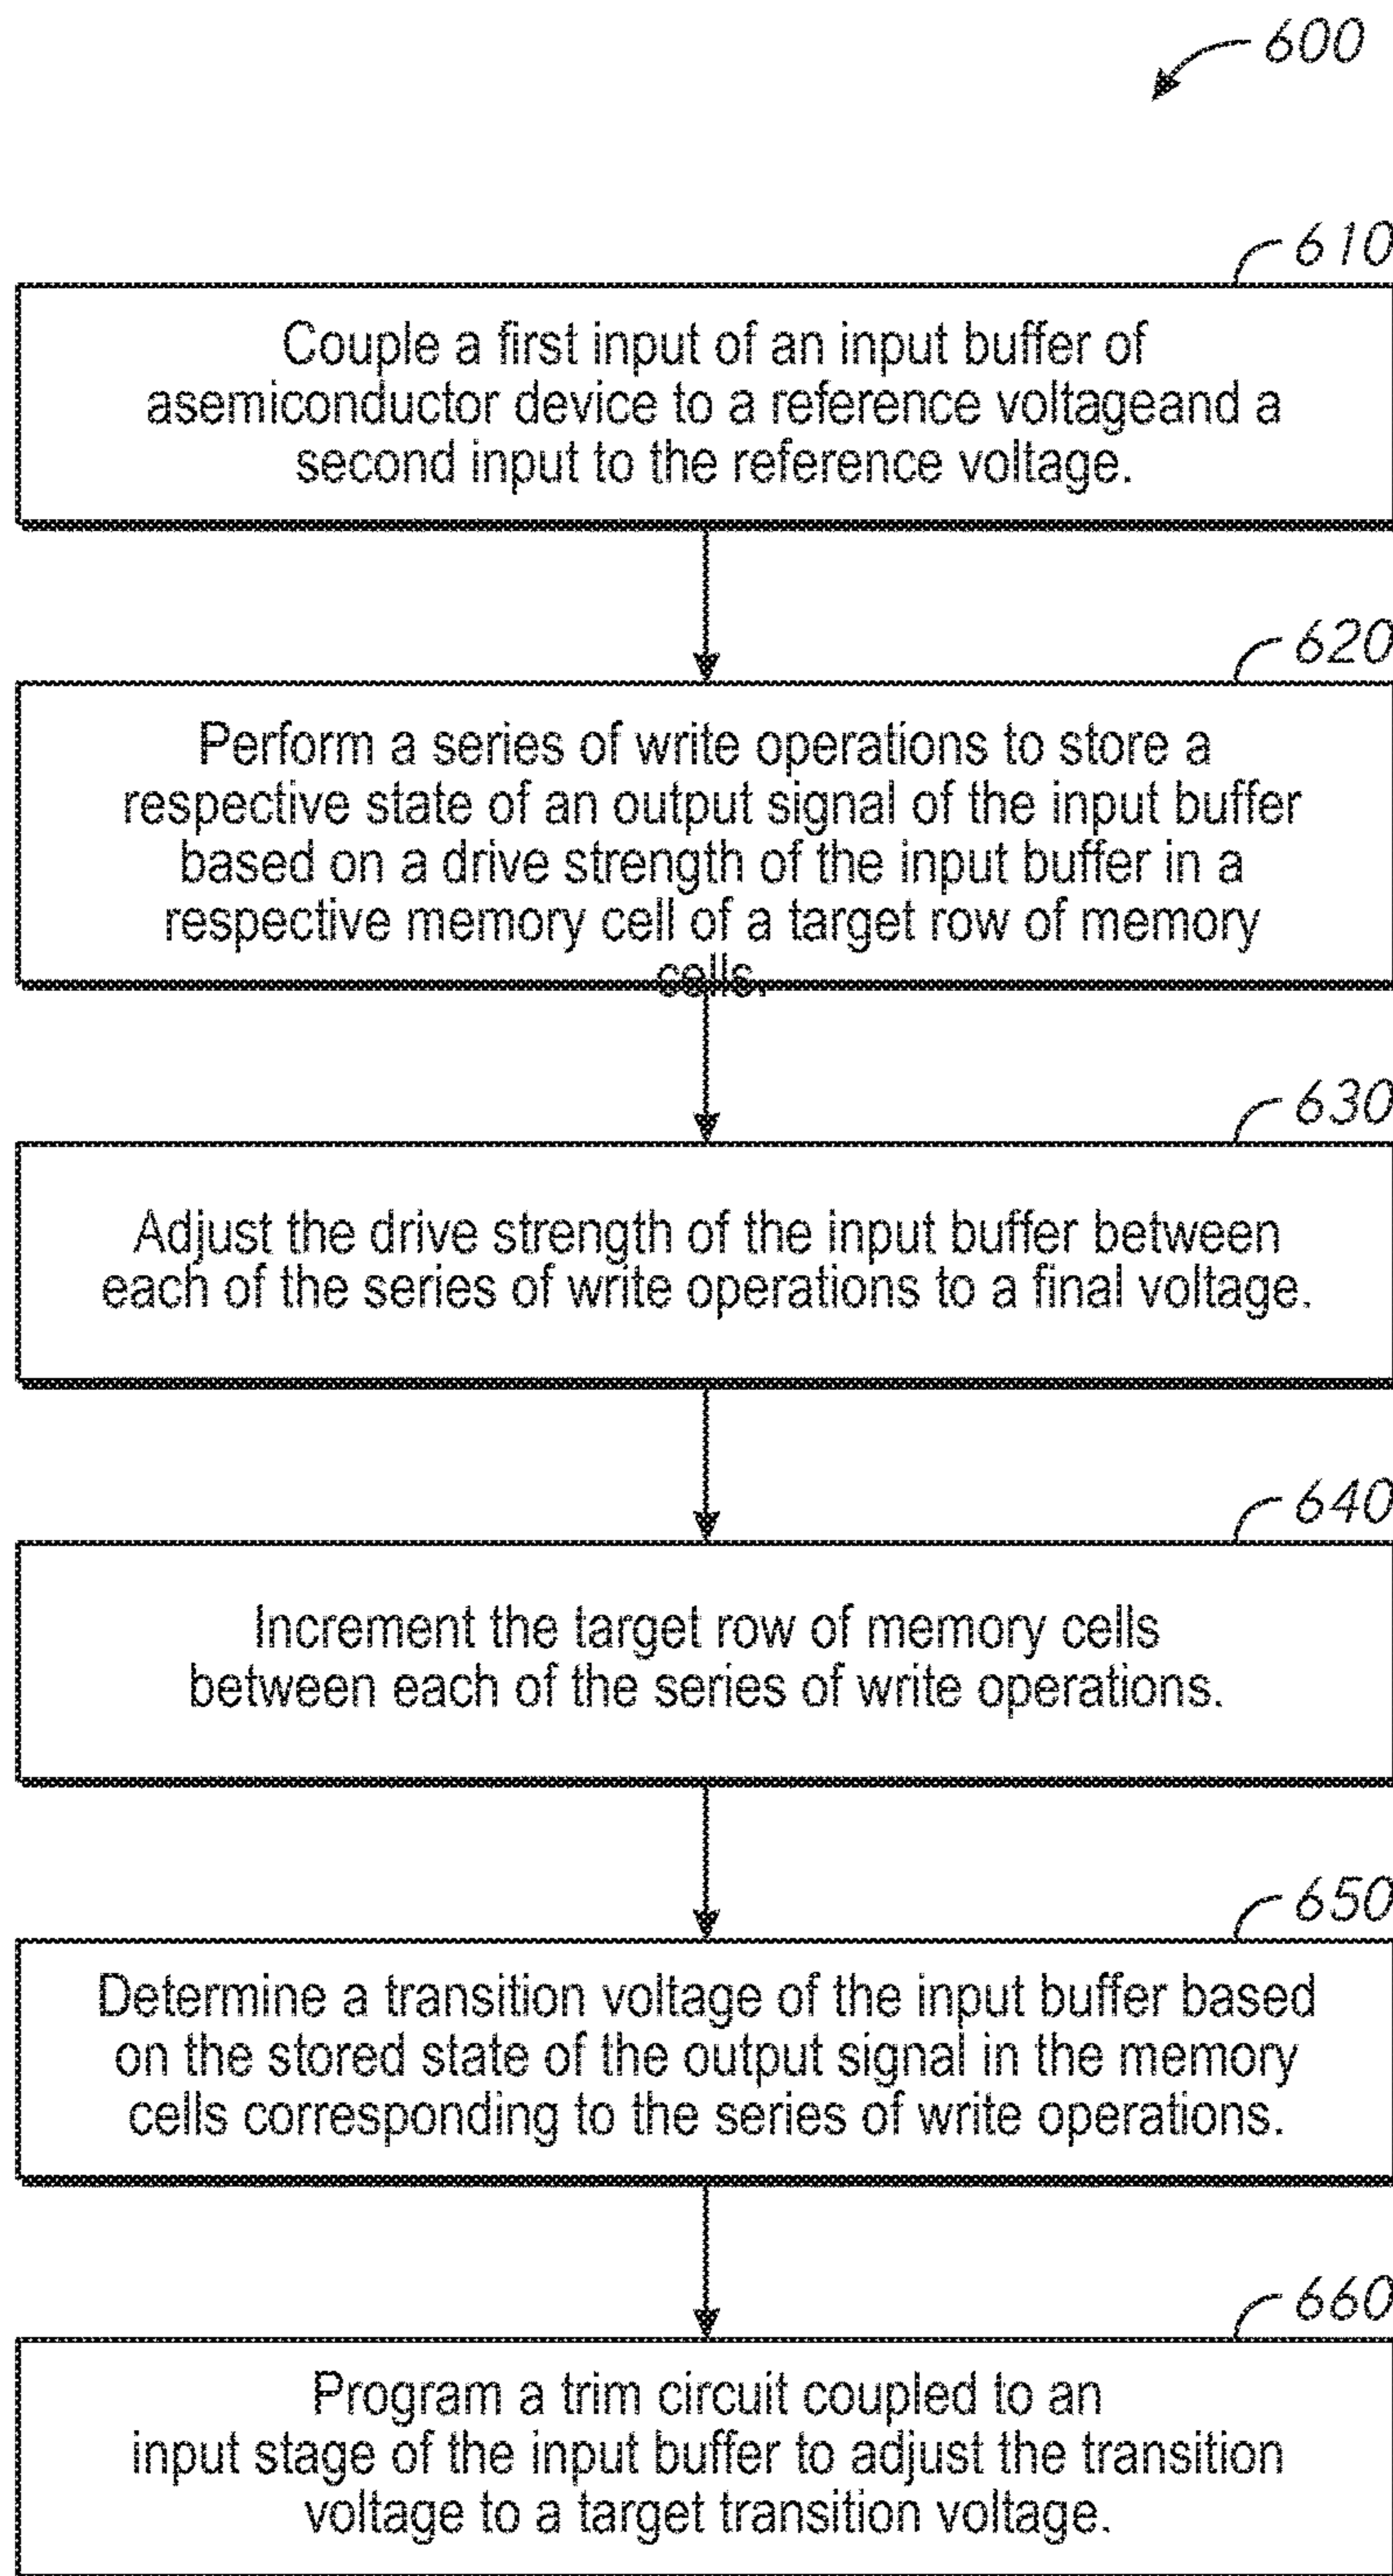 600
610
Couple a first input of an input buffer of
asemiconductor device to a reference voltageand a
second input to the reference voltage.
620
Perform a series of write operations to store a
respective state of an output signal of the input buffer
based on a drive strength of the input buffer in a
respective memory cell of a target row of memory
cells.
630
Adjust the drive strength of the input buffer between
each of the series of write operations to a final voltage.
640
Increment the target row of memory cells
between each of the series of write operations.
650
Determine a transition voltage of the input buffer based
on the stored state of the output signal in the memory
cells corresponding to the series of write operations.
660
Program a trim circuit coupled to an
input stage of the input buffer to adjust the transition
voltage to a target transition voltage.